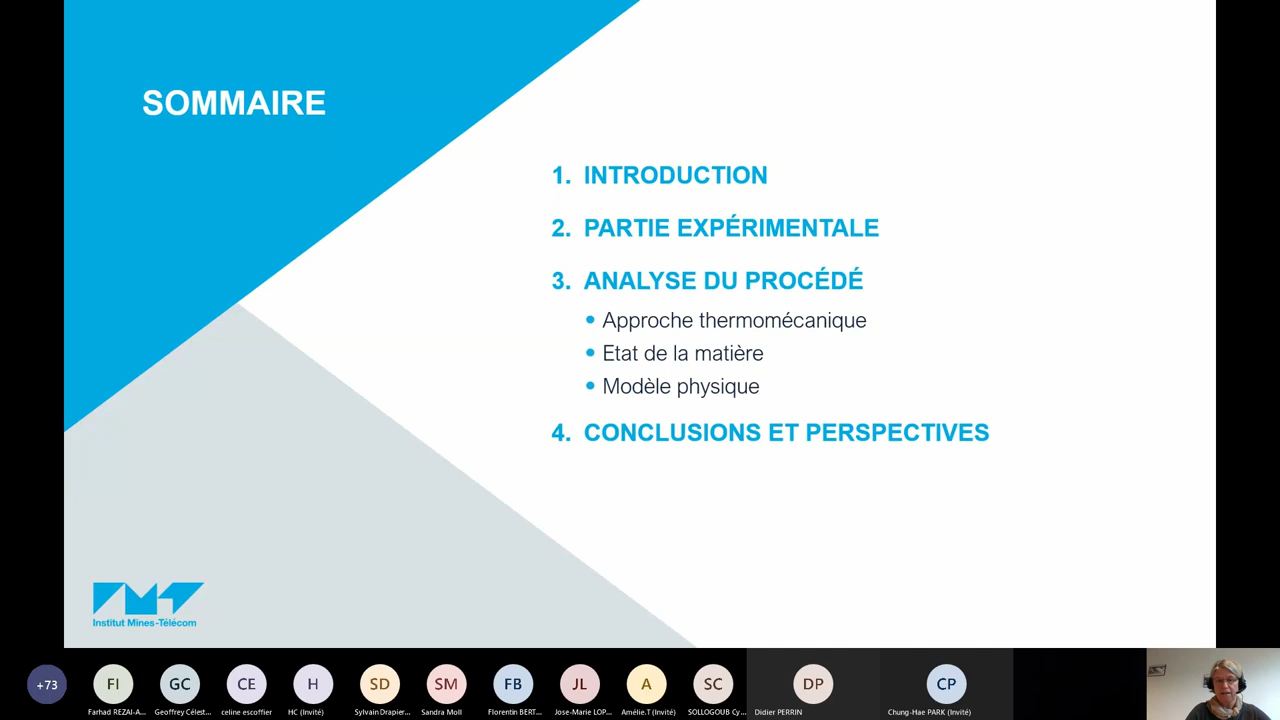 SOMMAIRE
1. INTRODUCTION
2. PARTIE EXPÉRIMENTALE
3. ANALYSE DU PROCÉDÉ
• Approche thermomécanique
• Etat de la matière
• Modèle physique
4. CONCLUSIONS ET PERSPECTIVES
IMT
Institut Mines-Télécom
+73 FI GC CE H SD SM FB JL A SC DP CP
Farhad REZAI-A... Geoffrey Célest... celine escoffier HC (Invité) Sylvain Drapier... Sandra Moll Florentin BERT... Jose-Marie LOP... Amélie.T (Invité) SOLLOGOUB Cy... Didier PERRIN Chung-Hae PARK (Invité)